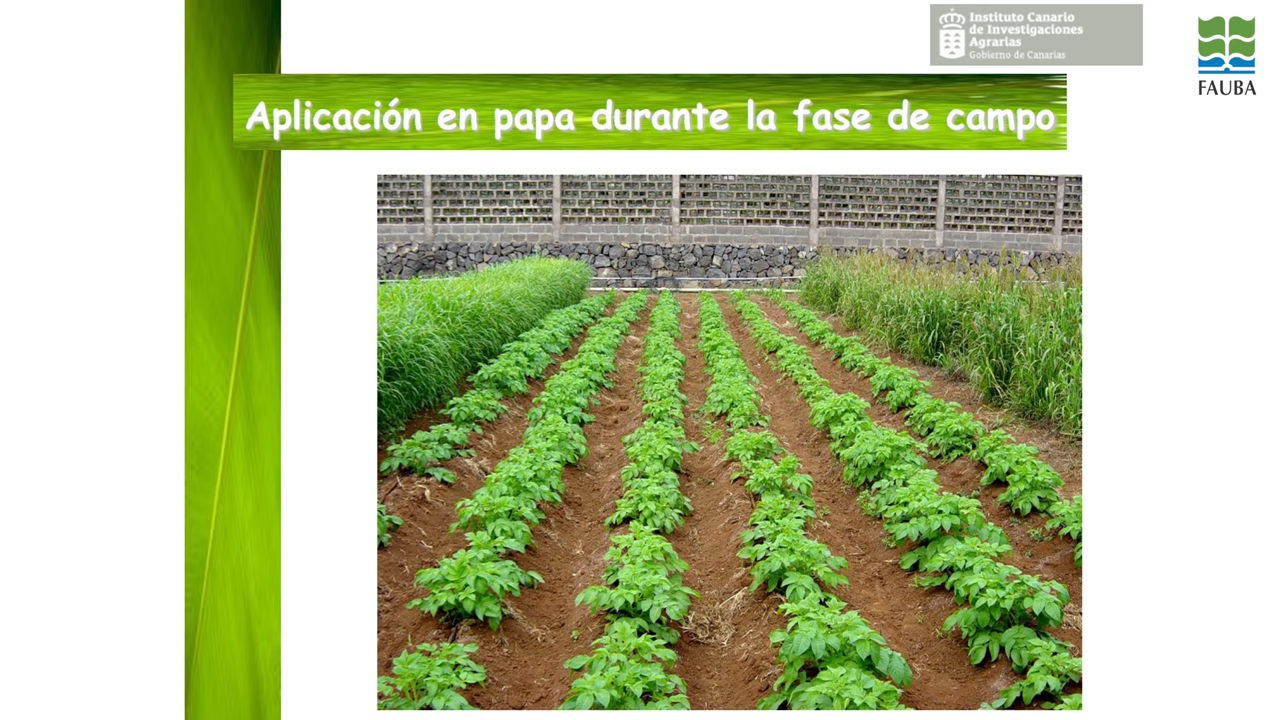 Instituto Canario
de Investigaciones
Agrarias
Gobierno de Canarias
FAUBA
Aplicación en papa durante la fase de campo